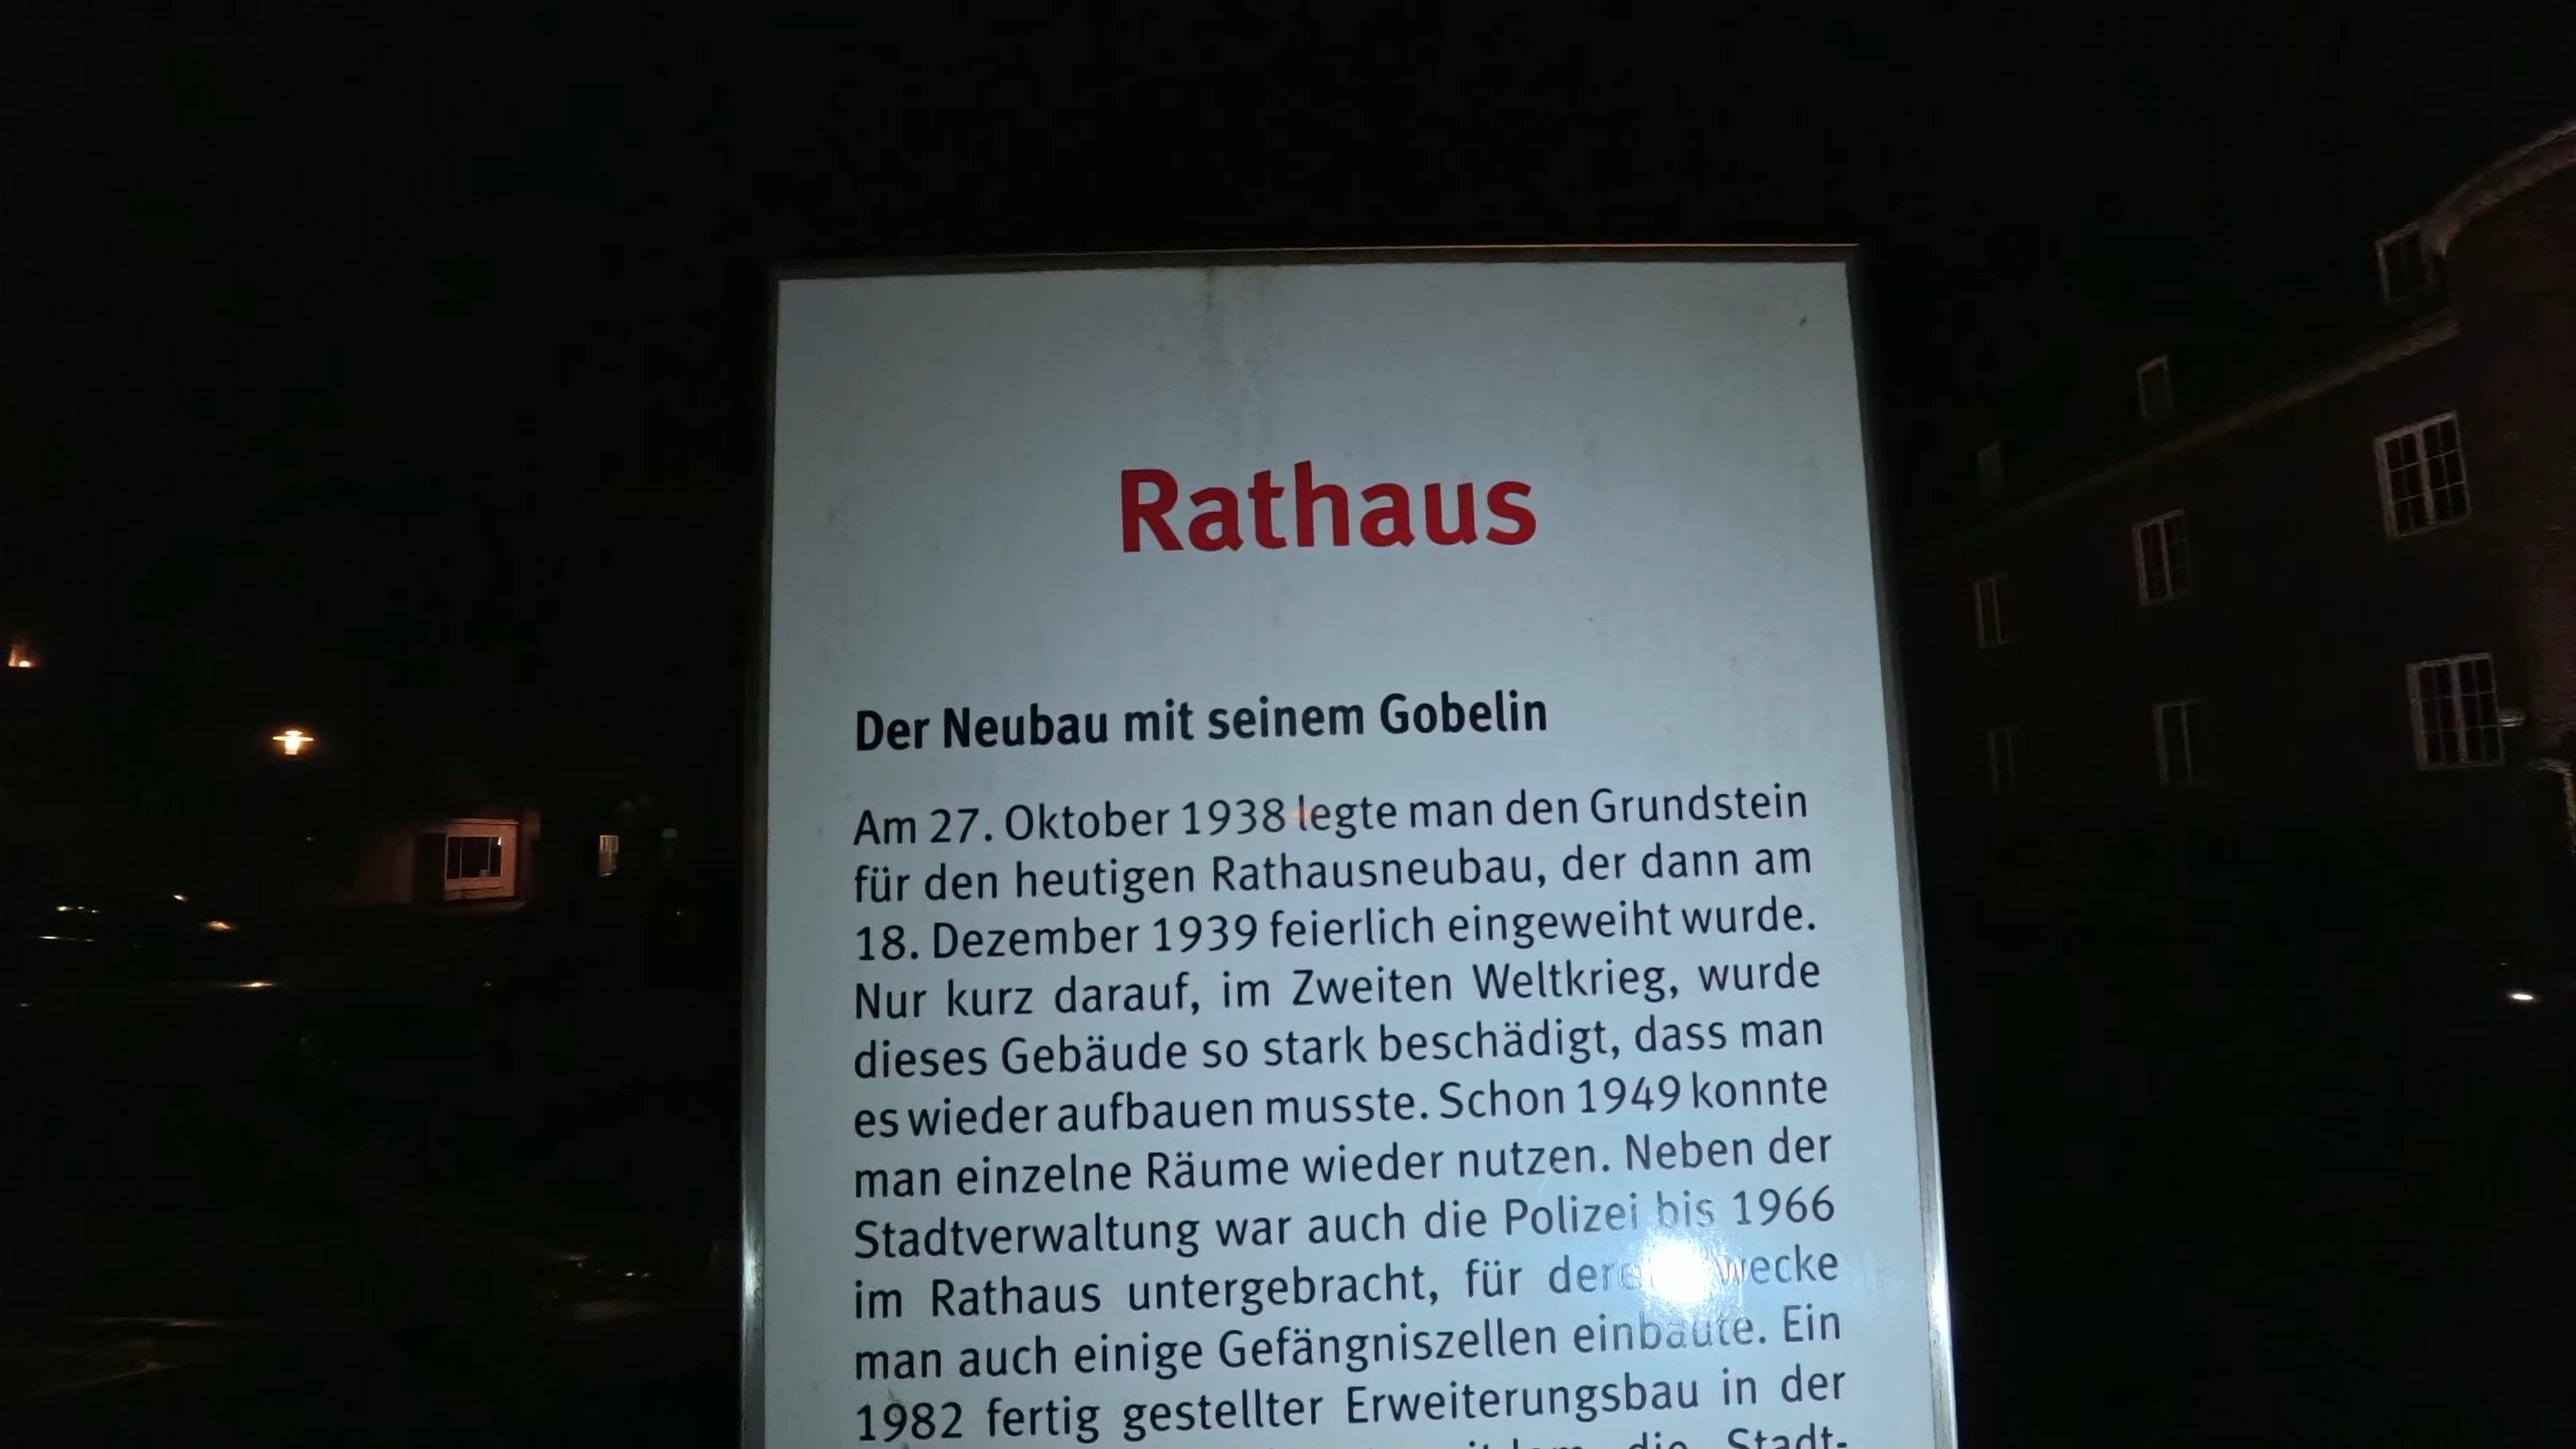 Rathaus
Der Neubau mit seinem Gobelin
Am 27. Oktober 1938 legte man den Grundstein
für den heutigen Rathausneubau, der dann am
18. Dezember 1939 feierlich eingeweiht wurde.
Nur kurz darauf, im Zweiten Weltkrieg, wurde
dieses Gebäude so stark beschädigt, dass man
es wieder aufbauen musste. Schon 1949 konnte
man einzelne Räume wieder nutzen. Neben der
Stadtverwaltung war auch die Polizei bis 1966
im Rathaus untergebracht, für
man auch einige Gefängniszellen einbaute. Ein
1982 fertig gestellter Erweiterungsbau in der
die Stadt-